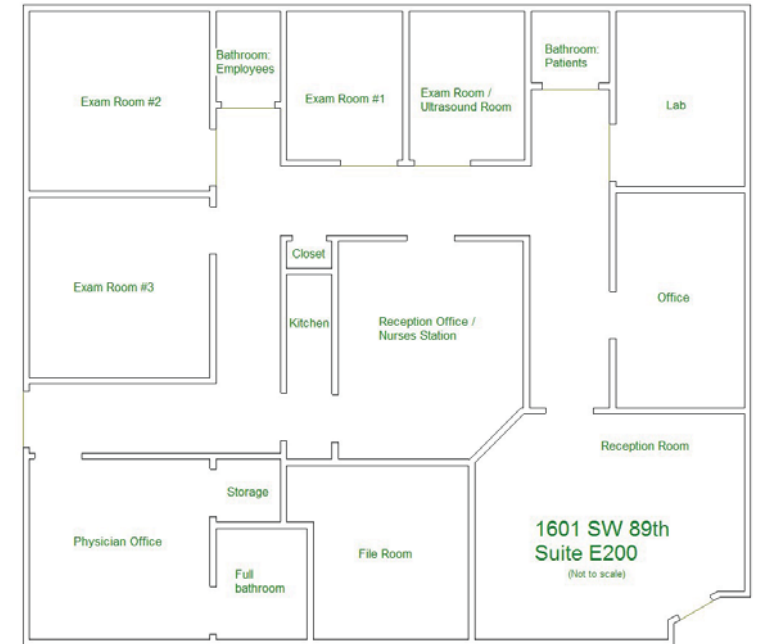 Bathroom:
Employees
Bathroom:
Patients
Exam Room #2
Exam Room #1
Exam Room /
Ultrasound Room
Lab
Closet
Exam Room #3
Kitchen
Reception Office /
Nurses Station
Office
Reception Room
Storage
Physician Office
File Room
Full
bathroom
1601 SW 89th
Suite E200
(Not to scale)